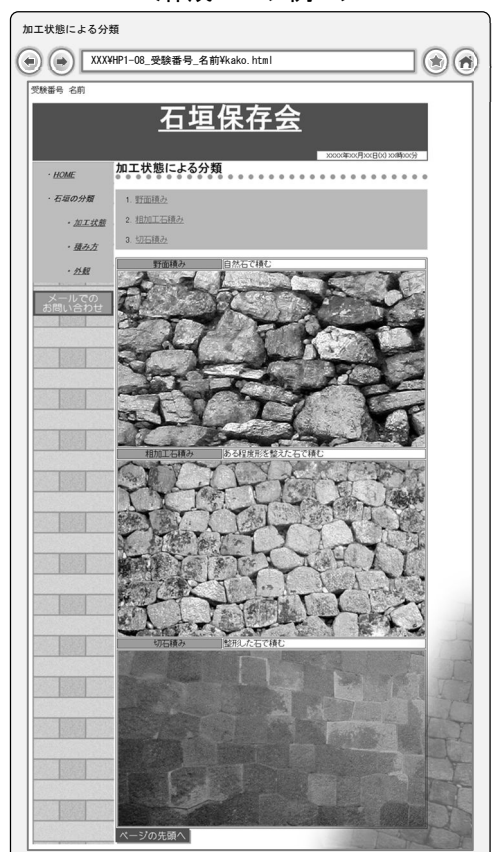 加工状態による分類
XXX¥HP1-08_受験番号_名前¥kako.html
受験番号 名前
石垣保存会
XXXX年XX月XX日(X) XX時XX分
・HOME
・石垣の分類
・加工状態
・積み方
・外観
メールでの
お問い合わせ
加工状態による分類
1. 野面積み
2. 粗加工石積み
3. 切石積み
野面積み 自然石で積む
粗加工石積み ある程度形を整えた石で積む
切石積み 整形した石で積む
ページの先頭へ